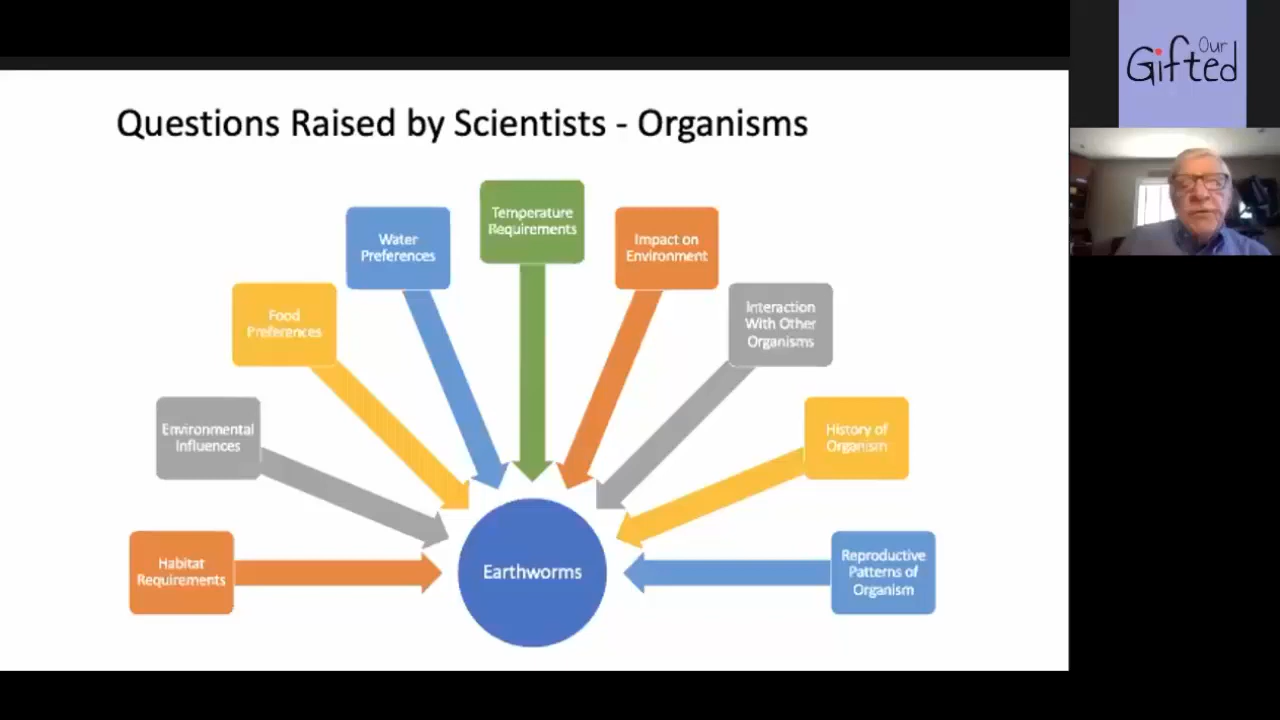 Questions Raised by Scientists - Organisms
Habitat
Requirements
Environmental
Influences
Food
Preferences
Water
Preferences
Temperature
Requirements
Impact on
Environment
Interaction
With Other
Organisms
History of
Organism
Reproductive
Patterns of
Organism
Earthworms
Our
Gifted